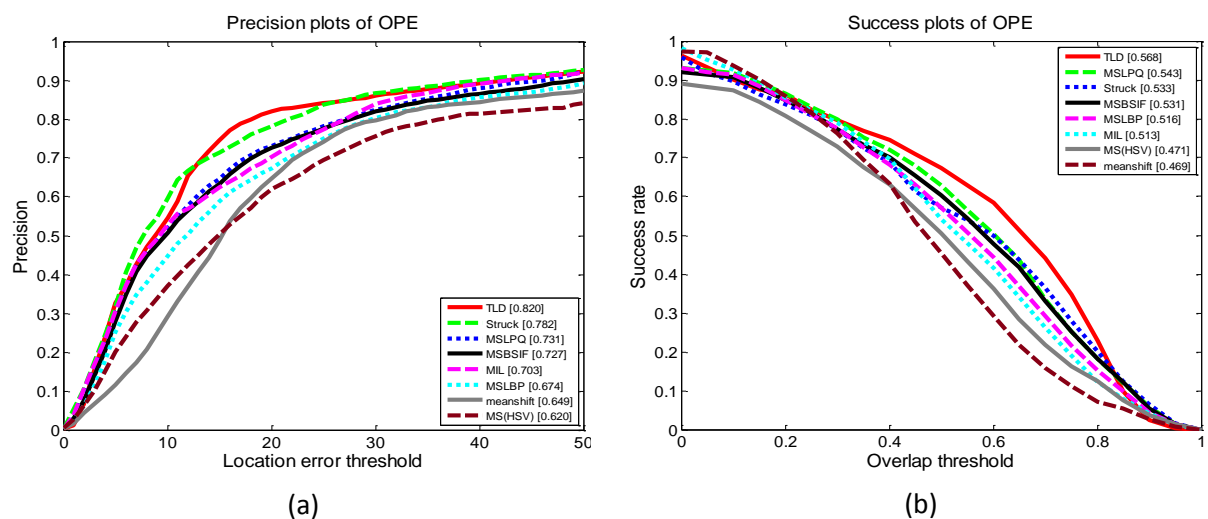 Precision plots of OPE
1
0.9
0.8
0.7
0.6
0.5
0.4
0.3
0.2
0.1
0
Precision
TLD [0.820]
Struck [0.782]
MSLPQ [0.731]
MSBSIF [0.727]
MIL [0.703]
MSLBP [0.674]
meanshift [0.649]
MS(HSV) [0.620]
0 10 20 30 40 50
Location error threshold
(a)
Success plots of OPE
1
0.9
0.8
0.7
0.6
0.5
0.4
0.3
0.2
0.1
0
Success rate
TLD [0.568]
MSLPQ [0.543]
Struck [0.533]
MSBSIF [0.531]
MSLBP [0.516]
MIL [0.513]
MS(HSV) [0.471]
meanshift [0.469]
0 0.2 0.4 0.6 0.8 1
Overlap threshold
(b)